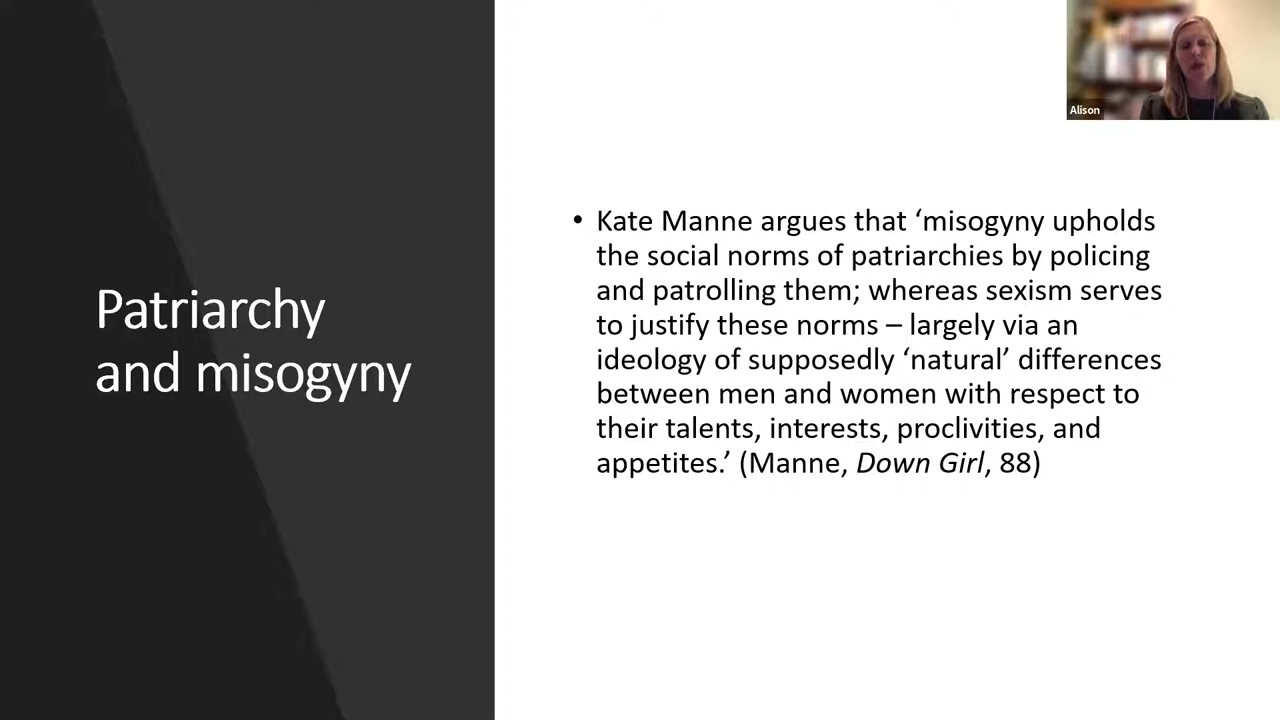 Alison
Patriarchy
and misogyny
• Kate Manne argues that ‘misogyny upholds
the social norms of patriarchies by policing
and patrolling them; whereas sexism serves
to justify these norms – largely via an
ideology of supposedly ‘natural’ differences
between men and women with respect to
their talents, interests, proclivities, and
appetites.’ (Manne, Down Girl, 88)